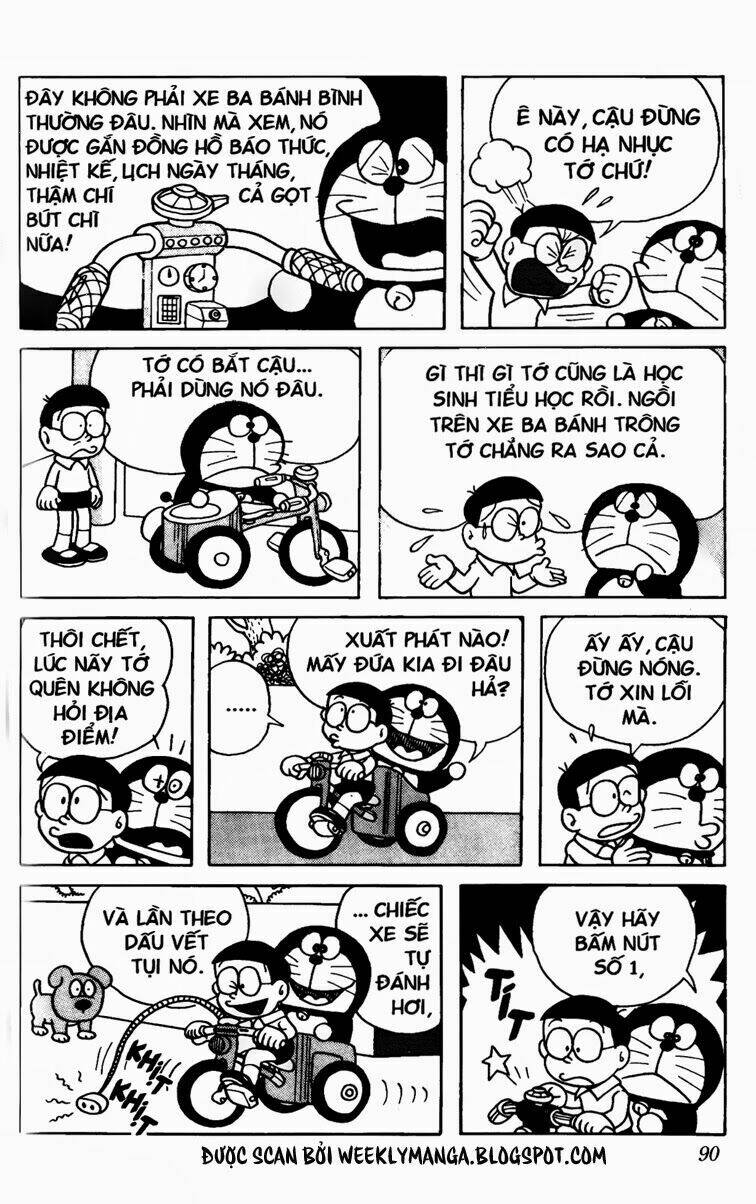 Ê NÀY, CẬU ĐỪNG
CÓ HẠ NHỤC
TỚ CHỨ!
ĐÂY KHÔNG PHẢI XE BA BÁNH BÌNH
THƯỜNG ĐÂU. NHÌN MÀ XEM, NÓ
ĐƯỢC GẮN ĐỒNG HỒ BÁO THỨC,
NHIỆT KẾ, LỊCH NGÀY THÁNG,
THẬM CHÍ CẢ GỌT
BÚT CHÌ
NỮA!
GÌ THÌ GÌ TỚ CŨNG LÀ HỌC
SINH TIỂU HỌC RỒI. NGỒI
TRÊN XE BA BÁNH TRÔNG
TỚ CHẲNG RA SAO CẢ.
TỚ CÓ BẮT CẬU...
PHẢI DÙNG NÓ ĐÂU.
ẤY ẤY, CẬU
ĐỪNG NÓNG.
TỚ XIN LỖI
MÀ.
XUẤT PHÁT NÀO!
MẤY ĐỨA KIA ĐI ĐÂU
HẢ?
......
THÔI CHẾT,
LÚC NÃY TỚ
QUÊN KHÔNG
HỎI ĐỊA
ĐIỂM!
VẬY HÃY
BẤM NÚT
SỐ 1,
TÍT
TÍT
... CHIẾC
XE SẼ
TỰ
ĐÁNH
HƠI,
VÀ LẦN THEO
DẤU VẾT
TỤI NÓ.
KHỊT
KHỊT
ĐƯỢC SCAN BỞI WEEKLYMANGA.BLOGSPOT.COM
90